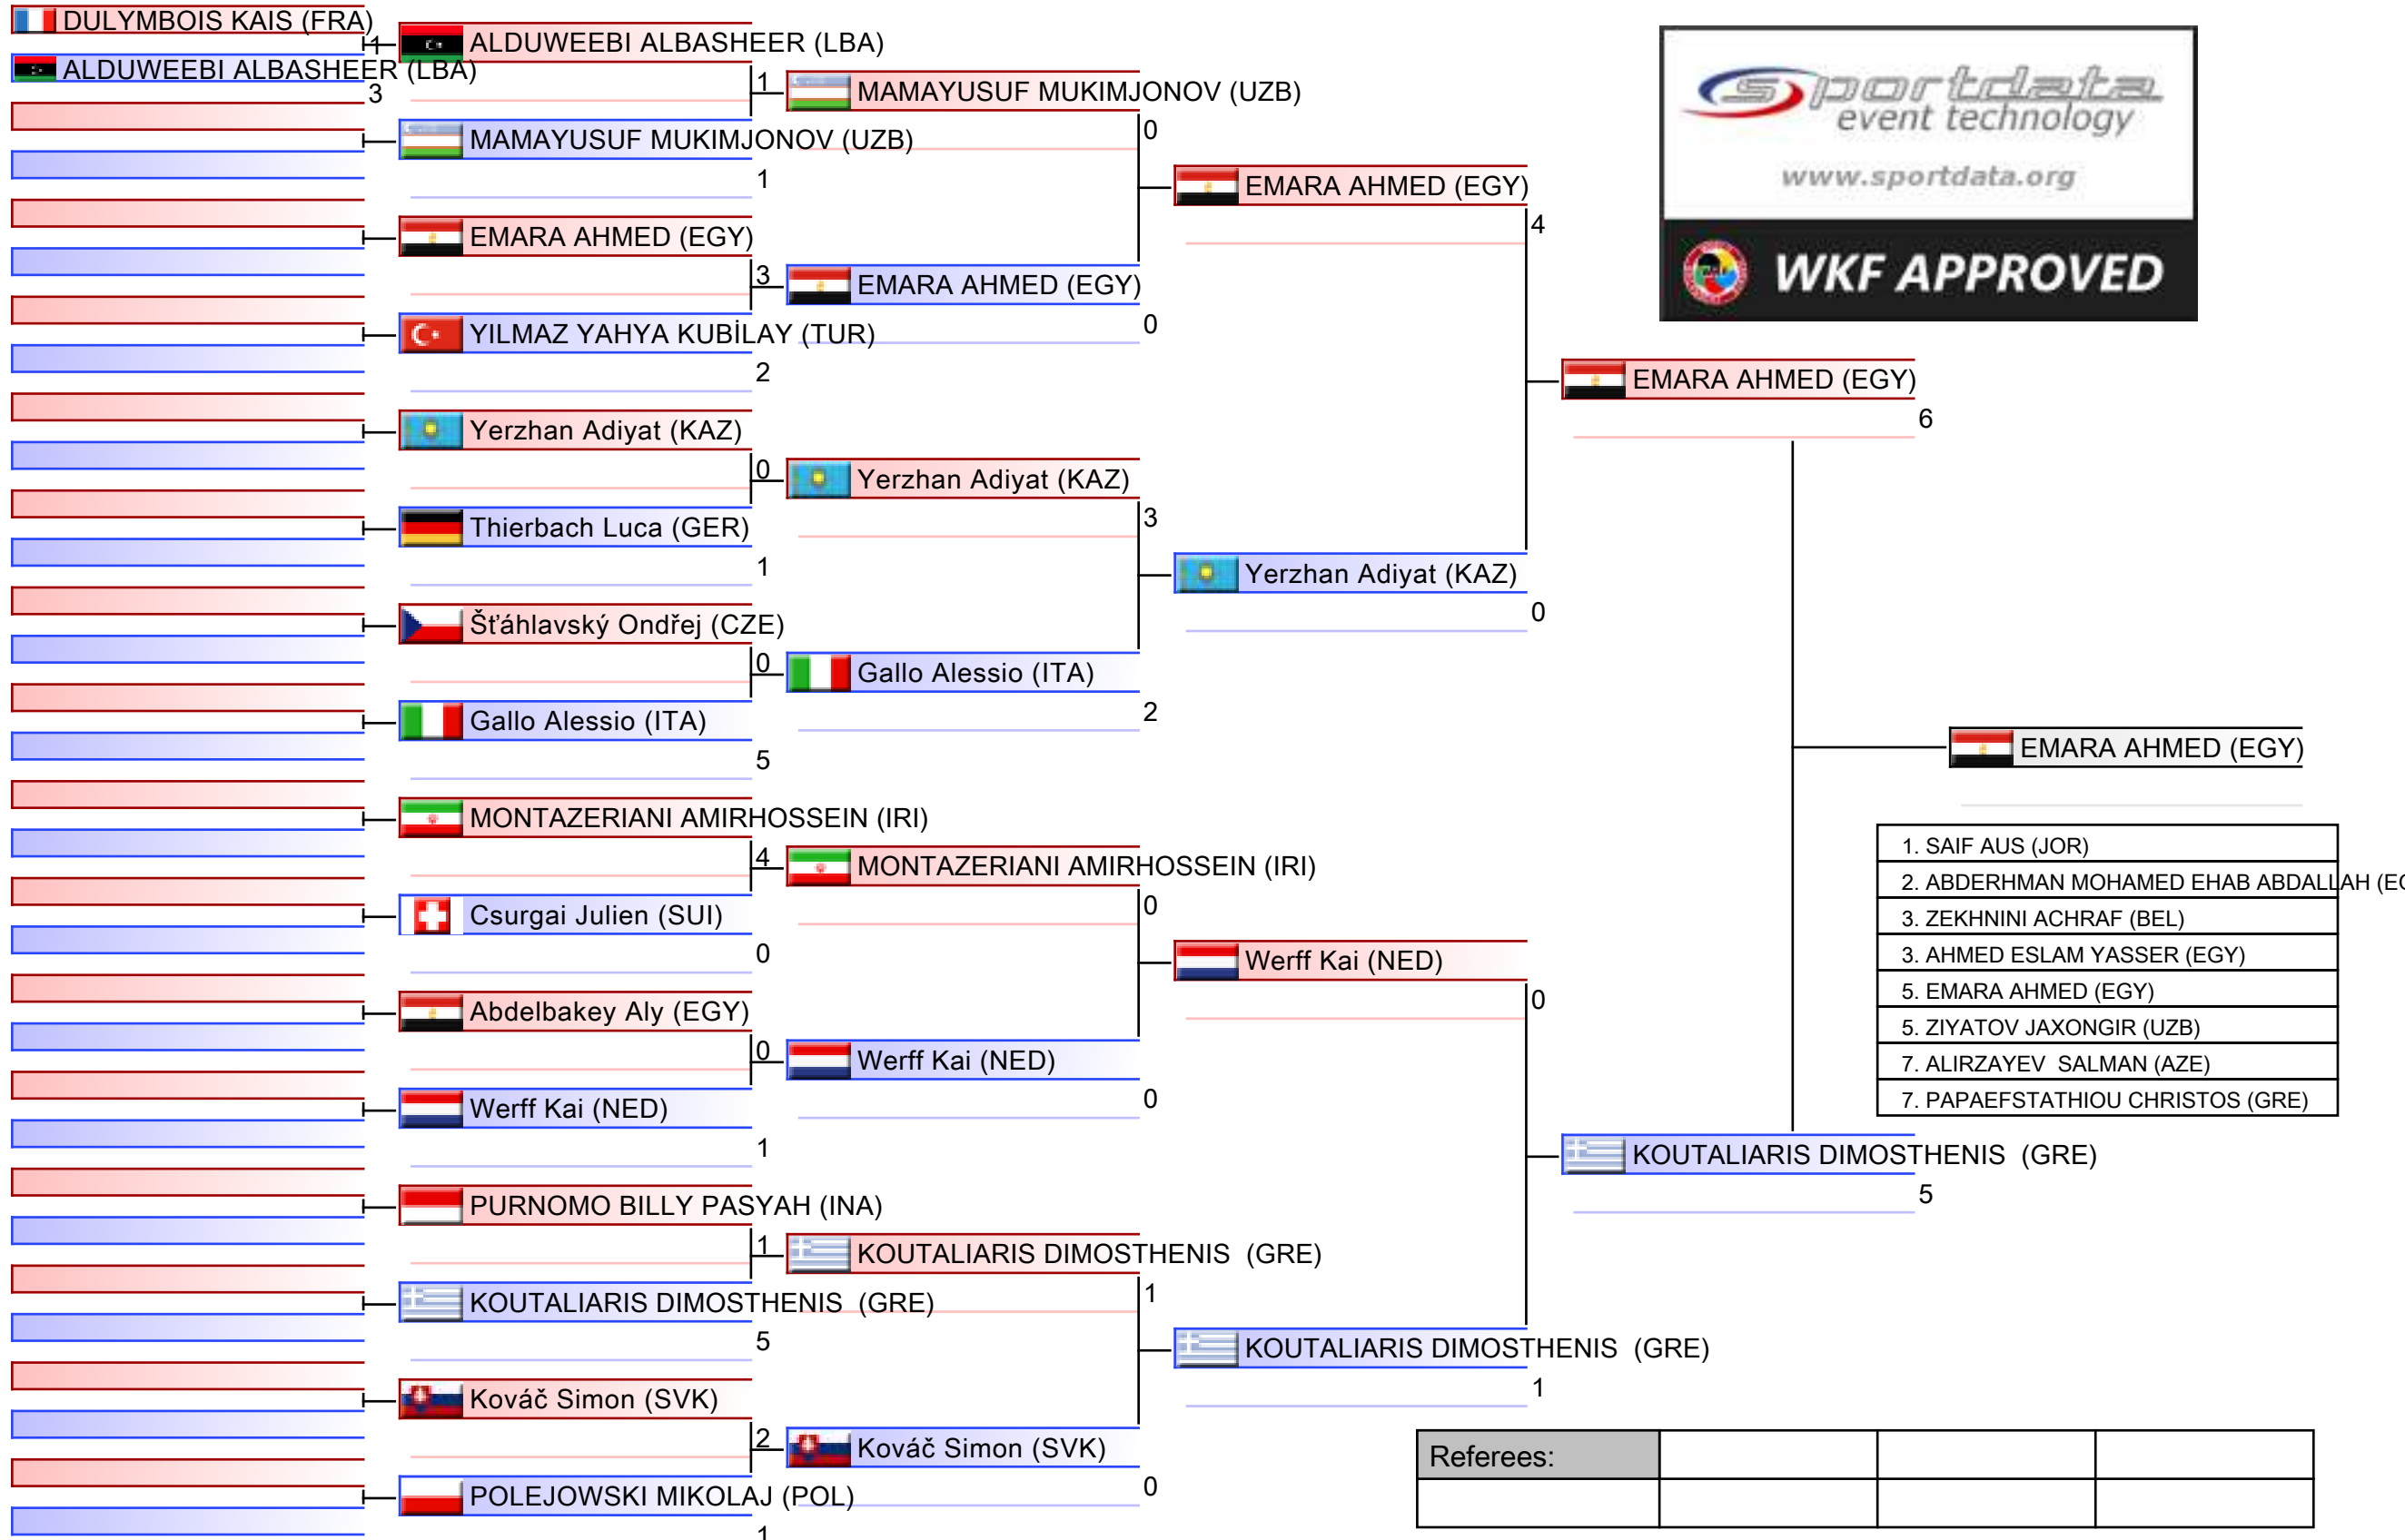 DULYMBOIS KAIS (FRA)
1
ALDUWEEBI ALBASHEER (LBA)
3
ALDUWEEBI ALBASHEER (LBA)
1
MAMAYUSUF MUKIMJONOV (UZB)
1
EMARA AHMED (EGY)
3
YILMAZ YAHYA KUBİLAY (TUR)
2
Yerzhan Adiyat (KAZ)
0
Thierbach Luca (GER)
1
Šťáhlavský Ondřej (CZE)
0
Gallo Alessio (ITA)
5
MONTAZERIANI AMIRHOSSEIN (IRI)
4
Csurgai Julien (SUI)
0
Abdelbakey Aly (EGY)
0
Werff Kai (NED)
1
PURNOMO BILLY PASYAH (INA)
1
KOUTALIARIS DIMOSTHENIS (GRE)
5
Kováč Simon (SVK)
2
POLEJOWSKI MIKOLAJ (POL)
1
MAMAYUSUF MUKIMJONOV (UZB)
0
EMARA AHMED (EGY)
0
Yerzhan Adiyat (KAZ)
3
Gallo Alessio (ITA)
2
MONTAZERIANI AMIRHOSSEIN (IRI)
0
Werff Kai (NED)
0
KOUTALIARIS DIMOSTHENIS (GRE)
1
Kováč Simon (SVK)
0
EMARA AHMED (EGY)
4
Yerzhan Adiyat (KAZ)
0
Werff Kai (NED)
0
KOUTALIARIS DIMOSTHENIS (GRE)
1
EMARA AHMED (EGY)
6
KOUTALIARIS DIMOSTHENIS (GRE)
5
EMARA AHMED (EGY)
sportdata
event technology
www.sportdata.org
WKF APPROVED
1. SAIF AUS (JOR)
2. ABDERHMAN MOHAMED EHAB ABDALLAH (EG
3. ZEKHNINI ACHRAF (BEL)
3. AHMED ESLAM YASSER (EGY)
5. EMARA AHMED (EGY)
5. ZIYATOV JAXONGIR (UZB)
7. ALIRZAYEV SALMAN (AZE)
7. PAPAEFSTATHIOU CHRISTOS (GRE)
Referees: